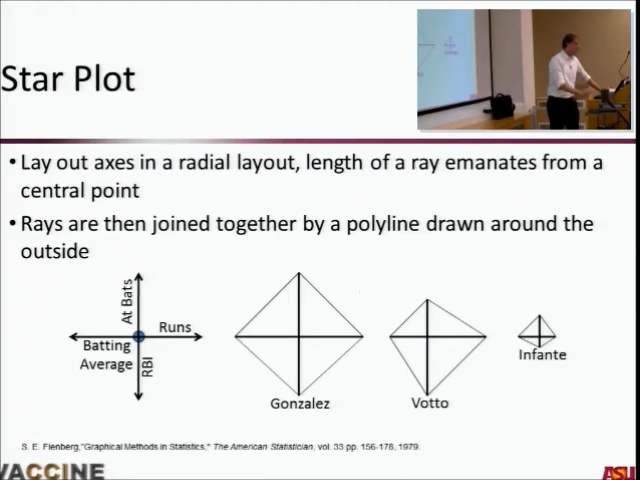 Star Plot
• Lay out axes in a radial layout, length of a ray emanates from a
central point
• Rays are then joined together by a polyline drawn around the
outside
At Bats
Runs
Batting
Average
RBI
Gonzalez
Votto
Infante
S. E. Fienberg,"Graphical Methods in Statistics," The American Statistician, vol. 33 pp. 156-178, 1979.
VACCINE
ASU